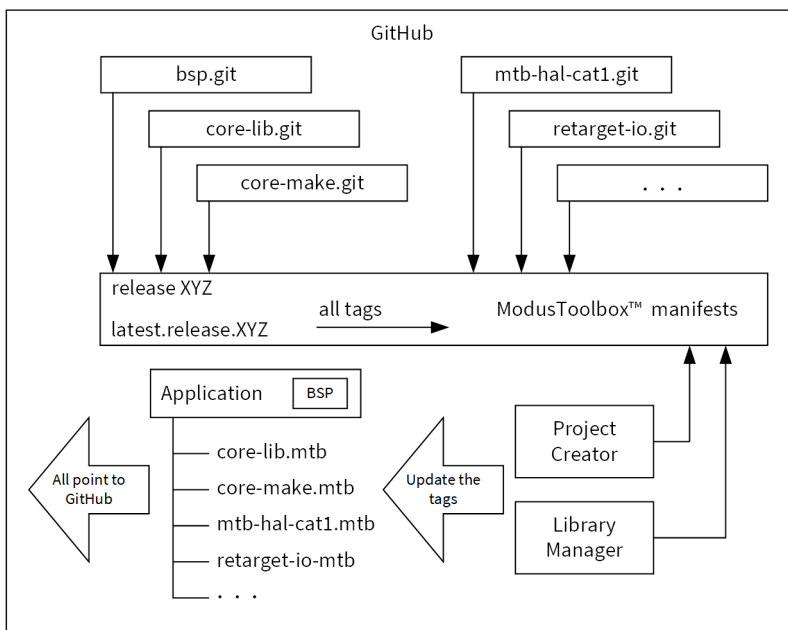 GitHub
bsp.git
mtb-hal-cat1.git
core-lib.git
retarget-io.git
core-make.git
. . .
release XYZ
latest.release.XYZ
all tags
ModusToolbox™ manifests
Application
BSP
core-lib.mtb
core-make.mtb
mtb-hal-cat1.mtb
retarget-io-mtb
. . .
All point to
GitHub
Update the
tags
Project
Creator
Library
Manager